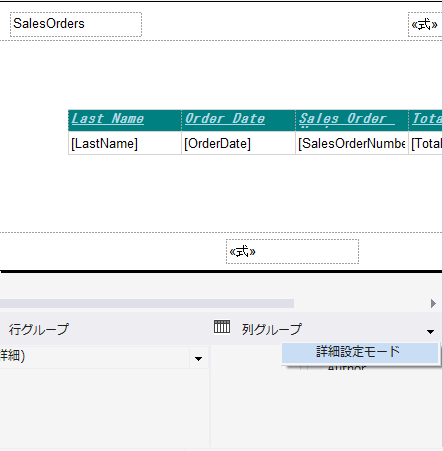 SalesOrders
«式»
Last Name Order Date Sales Order Tota
[LastName] [OrderDate] [SalesOrderNumbe [Total
«式»
行グループ 列グループ
詳細)
詳細設定モード